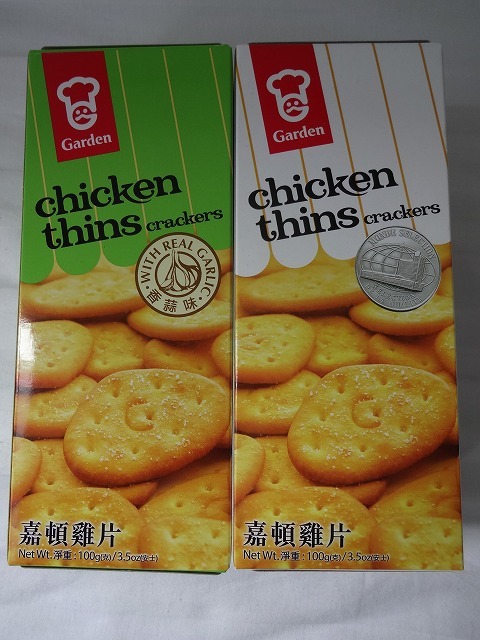 Garden
chicken
thins crackers
WITH REAL GARLIC
香蒜味
嘉頓雞片
Net Wt. 淨重 : 100g(克)/3.5oz(安士)
Garden
chicken
thins crackers
嘉頓雞片
Net Wt. 淨重 : 100g(克)/3.5oz(安士)